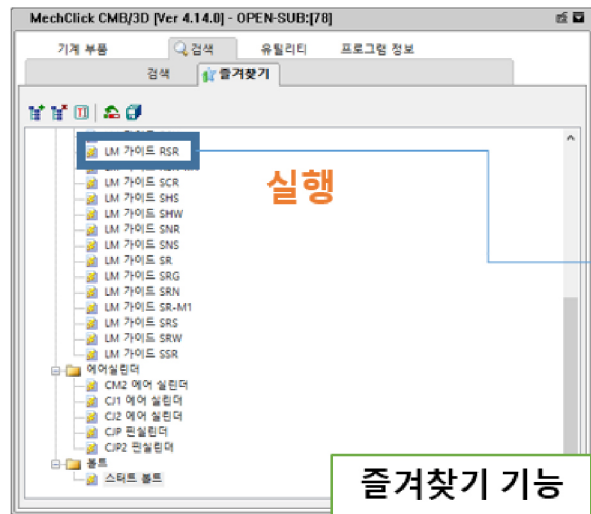 MechClick CMB/3D [Ver 4.14.0] - OPEN-SUB:[78]
기계 부품 검색 유틸리티 프로그램 정보
검색 즐겨찾기
LM 가이드 RSR
실행
LM 가이드 SCR
LM 가이드 SHS
LM 가이드 SHW
LM 가이드 SNR
LM 가이드 SNS
LM 가이드 SR
LM 가이드 SRG
LM 가이드 SRN
LM 가이드 SR-M1
LM 가이드 SRS
LM 가이드 SRW
LM 가이드 SSR
에어실린더
CM2 에어 실린더
CJ1 에어 실린더
CJ2 에어 실린더
CJP 핀실린더
CJP2 핀실린더
볼트
스터트 볼트
즐겨찾기 기능